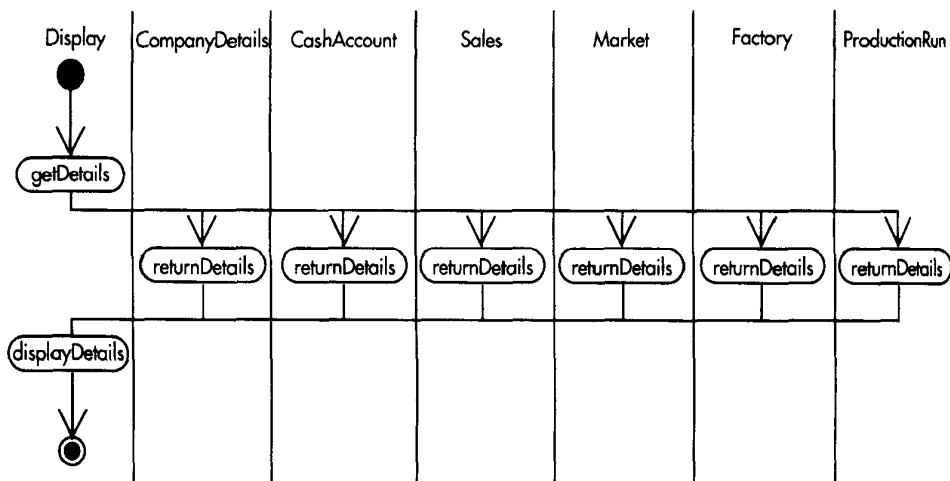 Display CompanyDetails CashAccount Sales Market Factory ProductionRun
getDetails
returnDetails returnDetails returnDetails returnDetails returnDetails returnDetails
displayDetails